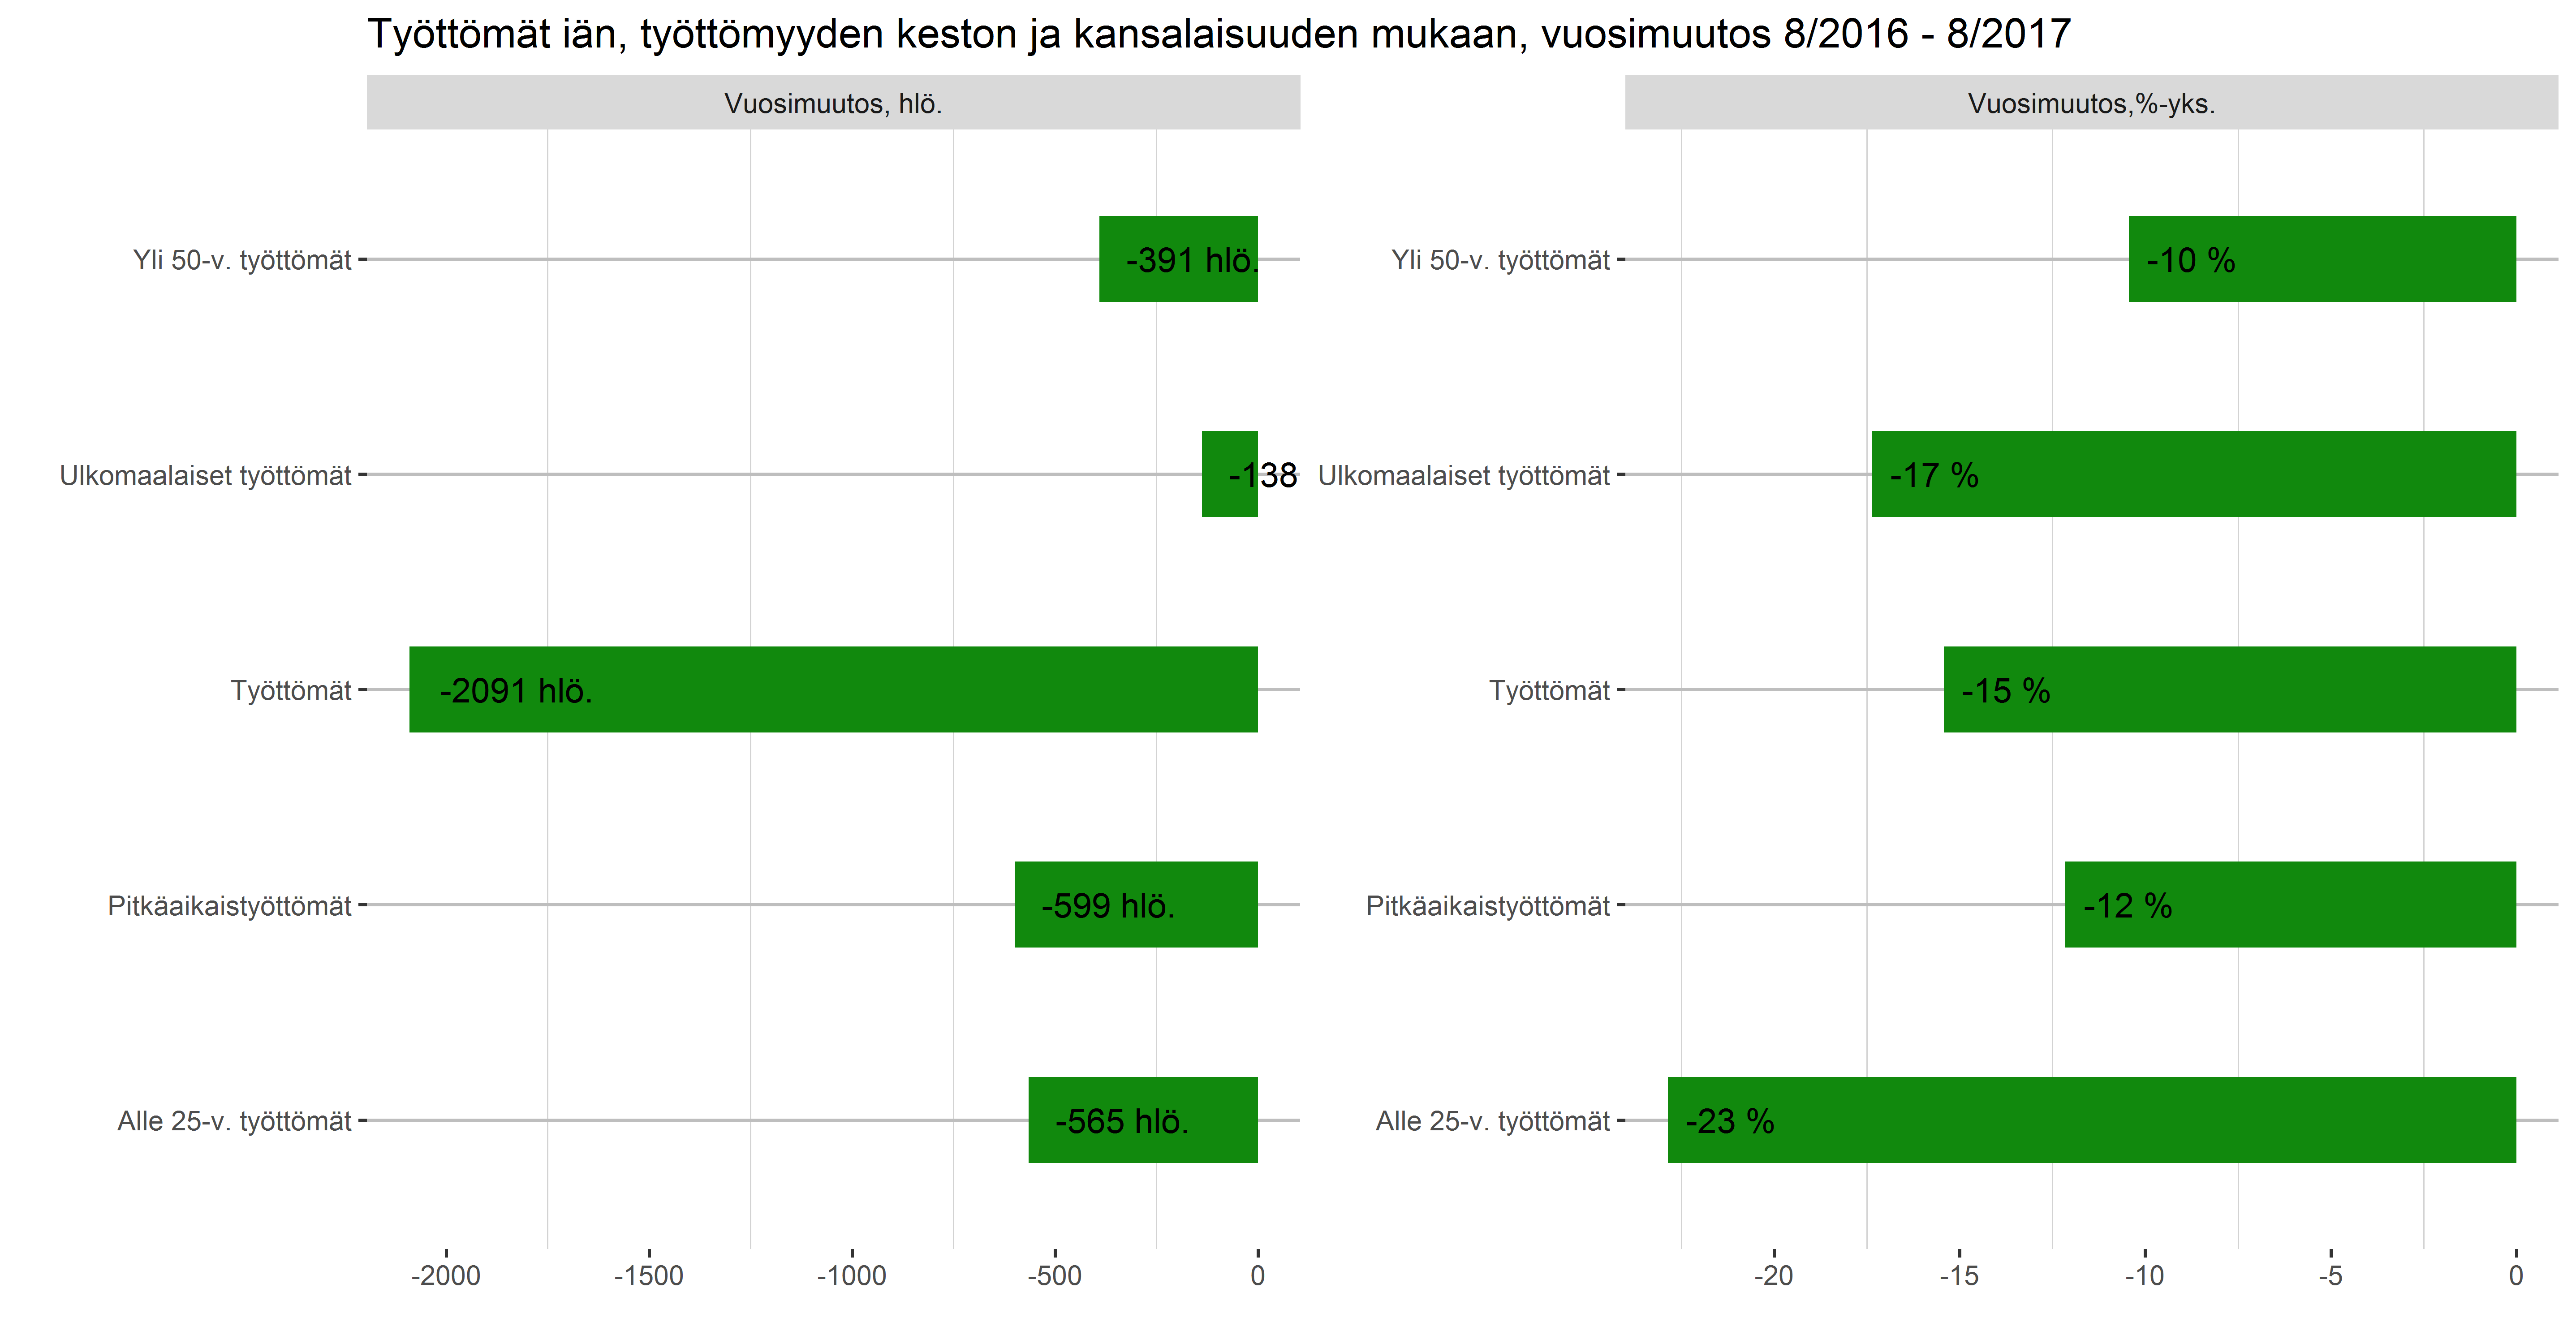 Työttömät iän, työttömyyden keston ja kansalaisuuden mukaan, vuosimuutos 8/2016 - 8/2017
Vuosimuutos, hlö.
Vuosimuutos,%-yks.
Yli 50-v. työttömät
-391 hlö.
Yli 50-v. työttömät
-10 %
Ulkomaalaiset työttömät
-138
Ulkomaalaiset työttömät
-17 %
Työttömät
-2091 hlö.
Työttömät
-15 %
Pitkäaikaistyöttömät
-599 hlö.
Pitkäaikaistyöttömät
-12 %
Alle 25-v. työttömät
-565 hlö.
Alle 25-v. työttömät
-23 %
-2000 -1500 -1000 -500 0
-20 -15 -10 -5 0